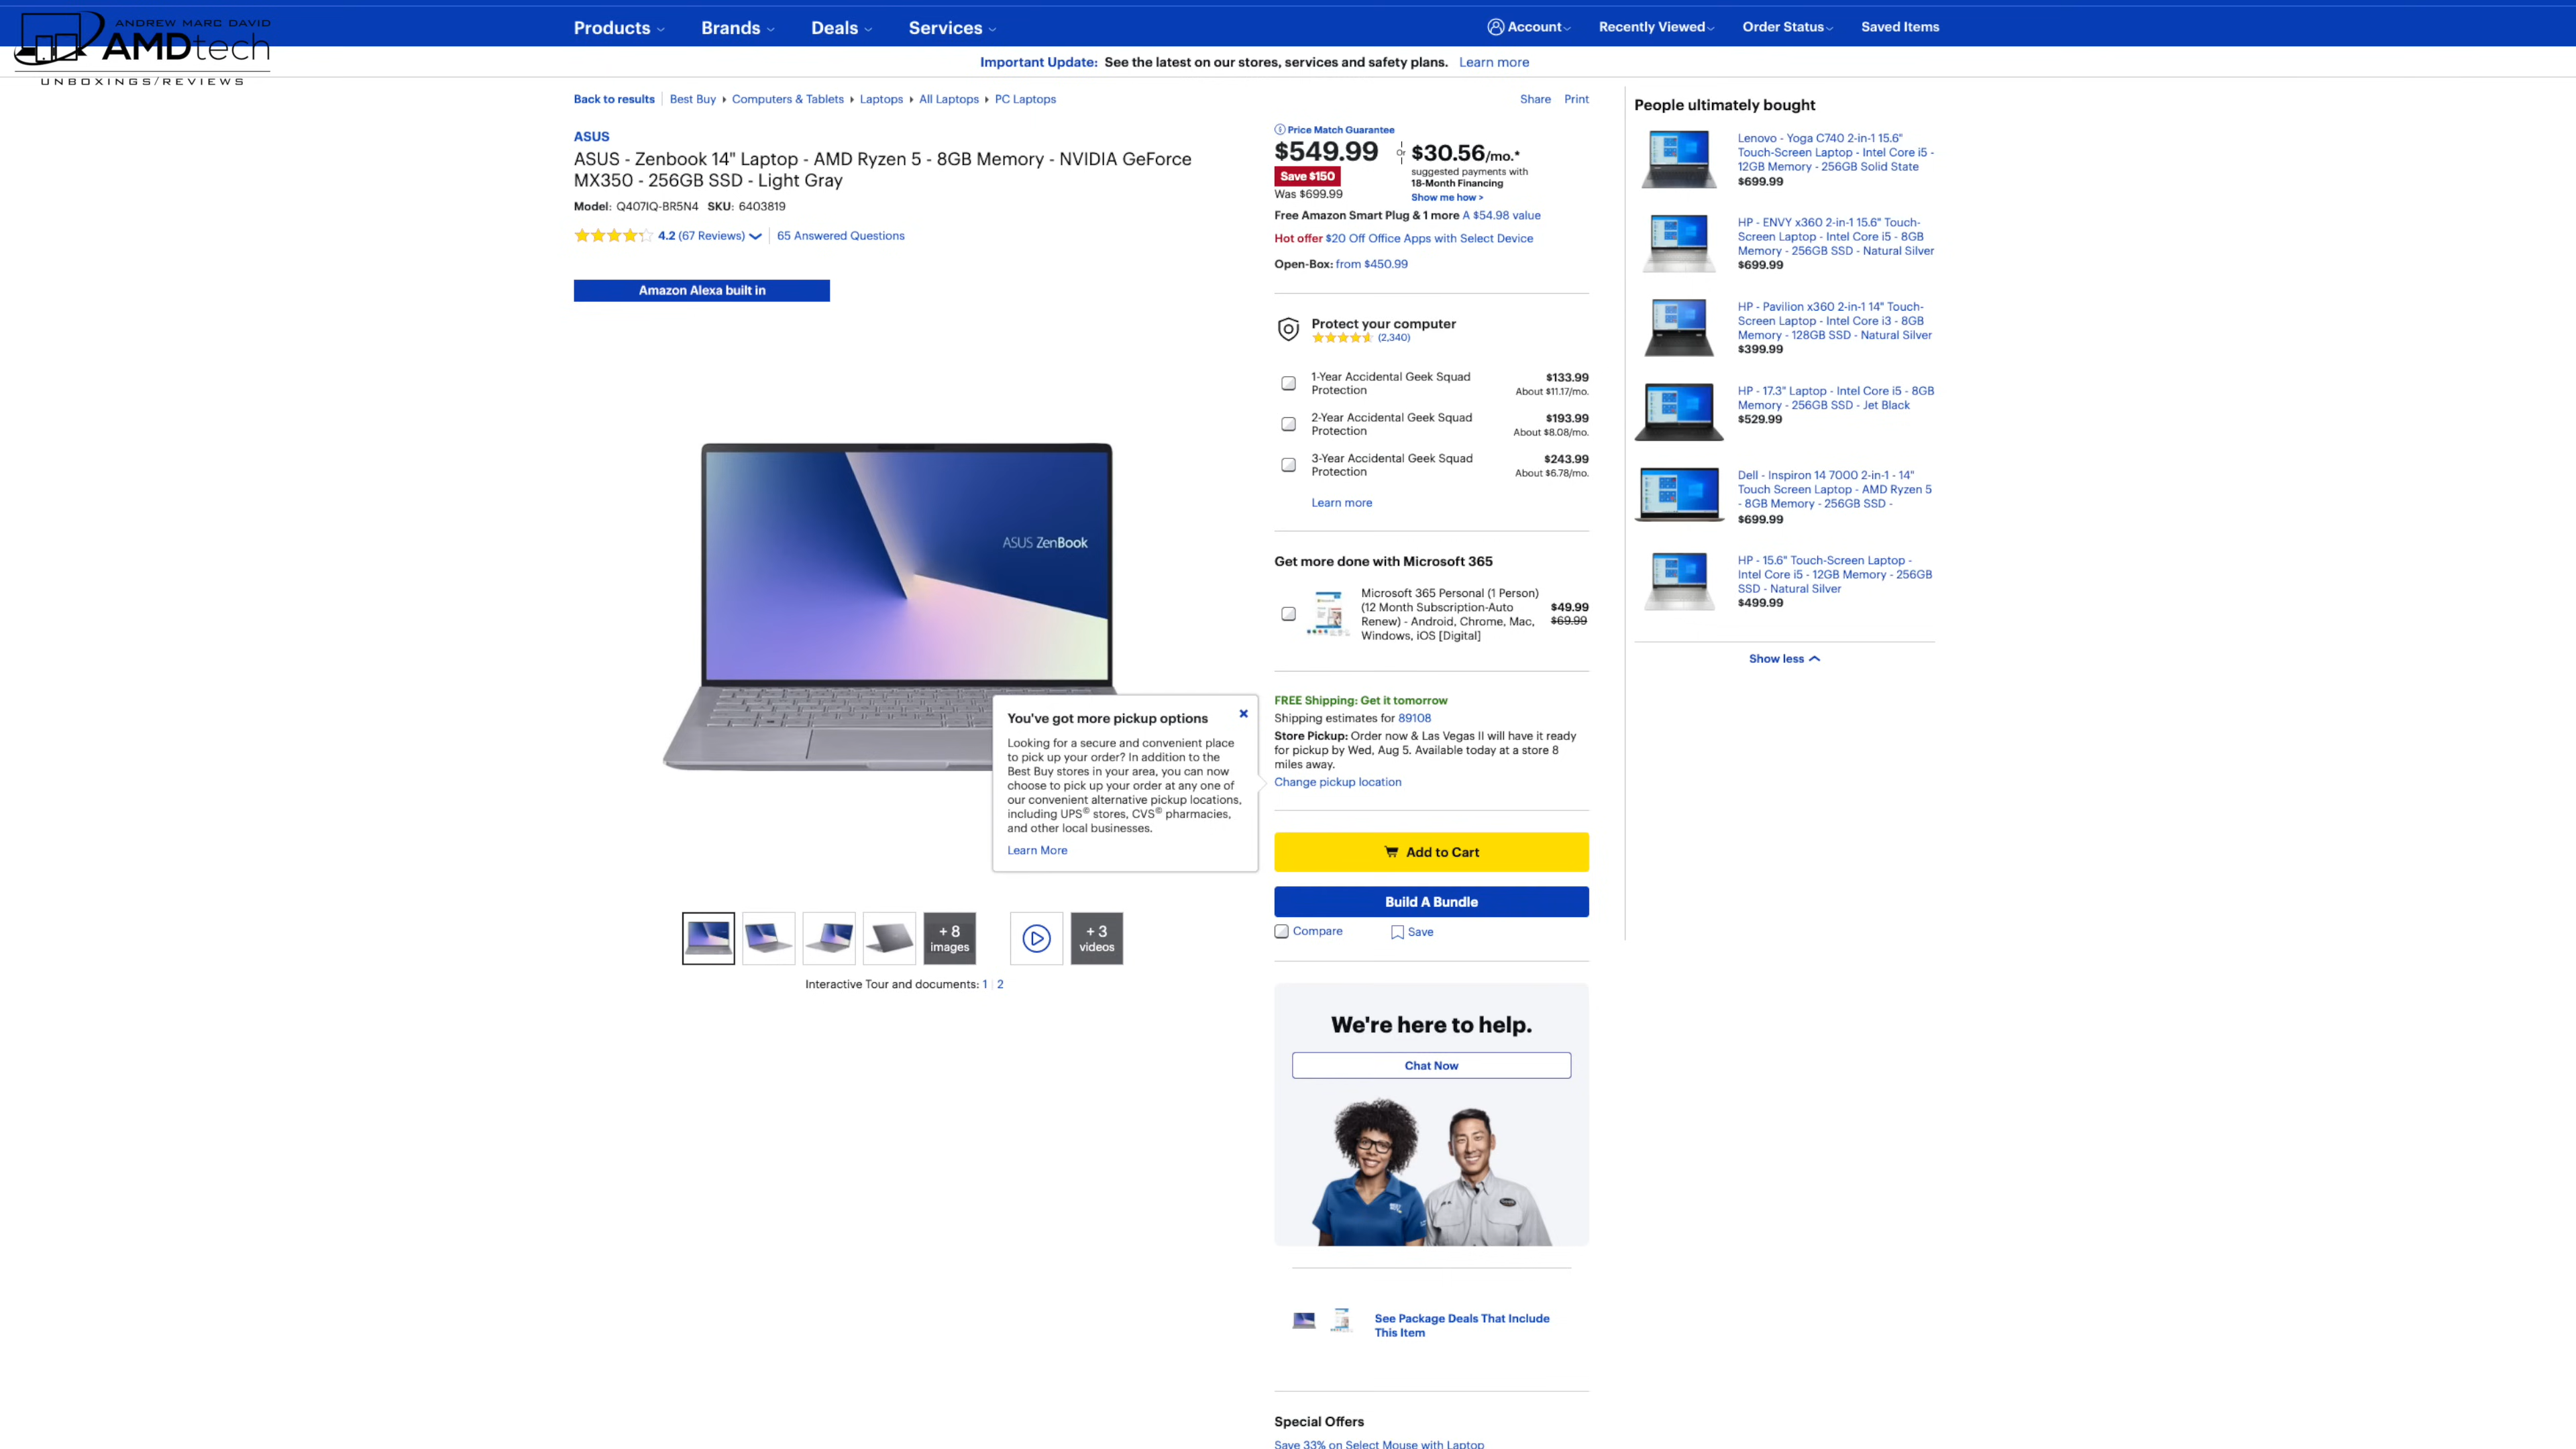 ANDREW MARC DAVID
AMDtech
UNBOXINGS/REVIEWS
Products
Brands
Deals
Services
Account
Recently Viewed
Order Status
Saved Items
Important Update: See the latest on our stores, services and safety plans. Learn more
Back to results
Best Buy
Computers & Tablets
Laptops
All Laptops
PC Laptops
Share
Print
ASUS
ASUS - Zenbook 14" Laptop - AMD Ryzen 5 - 8GB Memory - NVIDIA GeForce
MX350 - 256GB SSD - Light Gray
Model: Q407IQ-BR5N4 SKU: 6403819
4.2 (67 Reviews)
65 Answered Questions
Amazon Alexa built in
ASUS ZenBook
You've got more pickup options
Looking for a secure and convenient place
to pick up your order? In addition to the
Best Buy stores in your area, you can now
choose to pick up your order at any one of
our convenient alternative pickup locations,
including UPS© stores, CVS© pharmacies,
and other local businesses.
Learn More
+ 8
images
+ 3
videos
Interactive Tour and documents: 1 | 2
Price Match Guarantee
$549.99
Or
$30.56/mo.*
Save $150
Was $699.99
suggested payments with
18-Month Financing
Show me how >
Free Amazon Smart Plug & 1 more A $54.98 value
Hot offer $20 Off Office Apps with Select Device
Open-Box: from $450.99
Protect your computer
(2,340)
1-Year Accidental Geek Squad
Protection
$133.99
About $11.17/mo.
2-Year Accidental Geek Squad
Protection
$193.99
About $8.08/mo.
3-Year Accidental Geek Squad
Protection
$243.99
About $6.78/mo.
Learn more
Get more done with Microsoft 365
Microsoft 365 Personal (1 Person)
(12 Month Subscription-Auto
Renew) - Android, Chrome, Mac,
Windows, iOS [Digital]
$49.99
$69.99
FREE Shipping: Get it tomorrow
Shipping estimates for 89108
Store Pickup: Order now & Las Vegas II will have it ready
for pickup by Wed, Aug 5. Available today at a store 8
miles away.
Change pickup location
Add to Cart
Build A Bundle
Compare
Save
We're here to help.
Chat Now
See Package Deals That Include
This Item
Special Offers
Save 33% on Select Mouse with Laptop
People ultimately bought
Lenovo - Yoga C740 2-in-1 15.6"
Touch-Screen Laptop - Intel Core i5 -
12GB Memory - 256GB Solid State
$699.99
HP - ENVY x360 2-in-1 15.6" Touch-
Screen Laptop - Intel Core i5 - 8GB
Memory - 256GB SSD - Natural Silver
$699.99
HP - Pavilion x360 2-in-1 14" Touch-
Screen Laptop - Intel Core i3 - 8GB
Memory - 128GB SSD - Natural Silver
$399.99
HP - 17.3" Laptop - Intel Core i5 - 8GB
Memory - 256GB SSD - Jet Black
$529.99
Dell - Inspiron 14 7000 2-in-1 - 14"
Touch Screen Laptop - AMD Ryzen 5
- 8GB Memory - 256GB SSD -
$699.99
HP - 15.6" Touch-Screen Laptop -
Intel Core i5 - 12GB Memory - 256GB
SSD - Natural Silver
$499.99
Show less